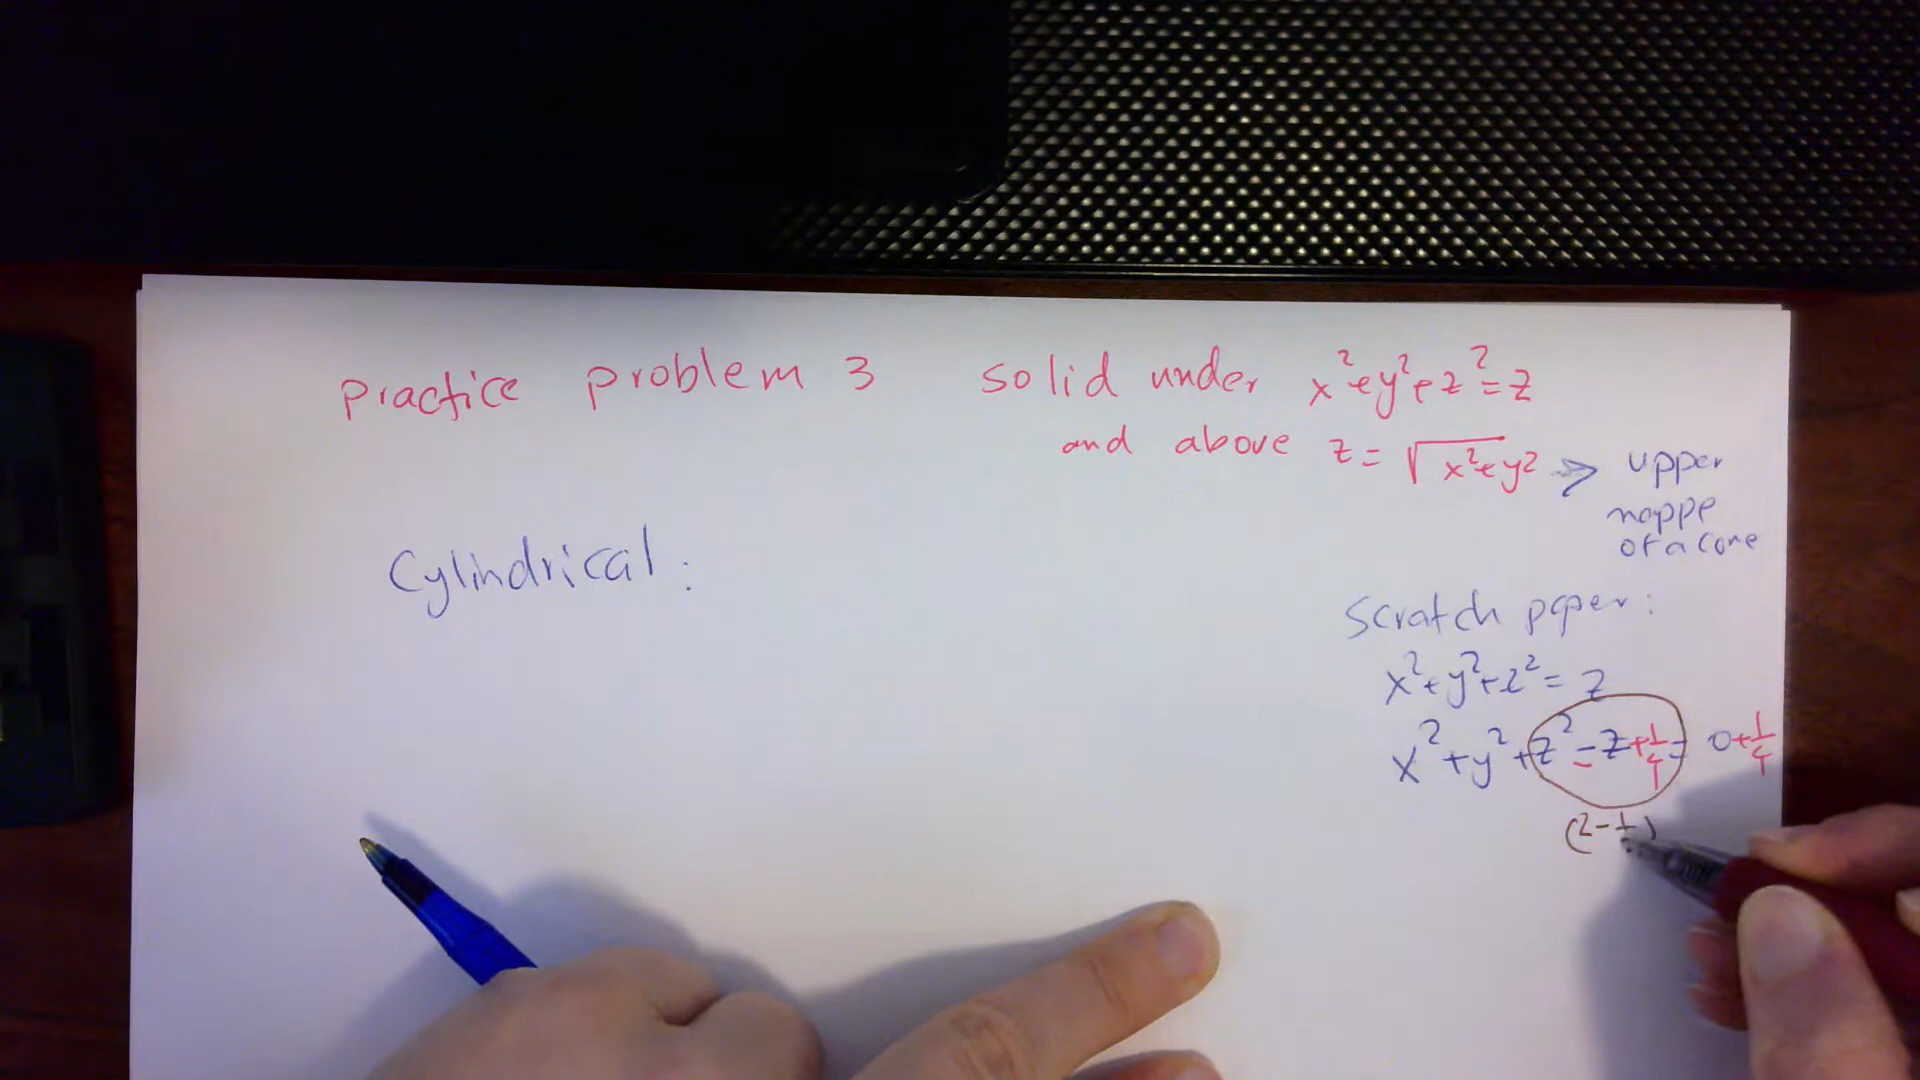 Practice problem 3 solid under x²+y²+z²=z
and above z = √x²+y² => upper
nappe
of a cone
Cylindrical:
Scratch paper:
x²+y²+z² = z
x²+y²+z²-z+1/4 = 0+1/4
(z-1/